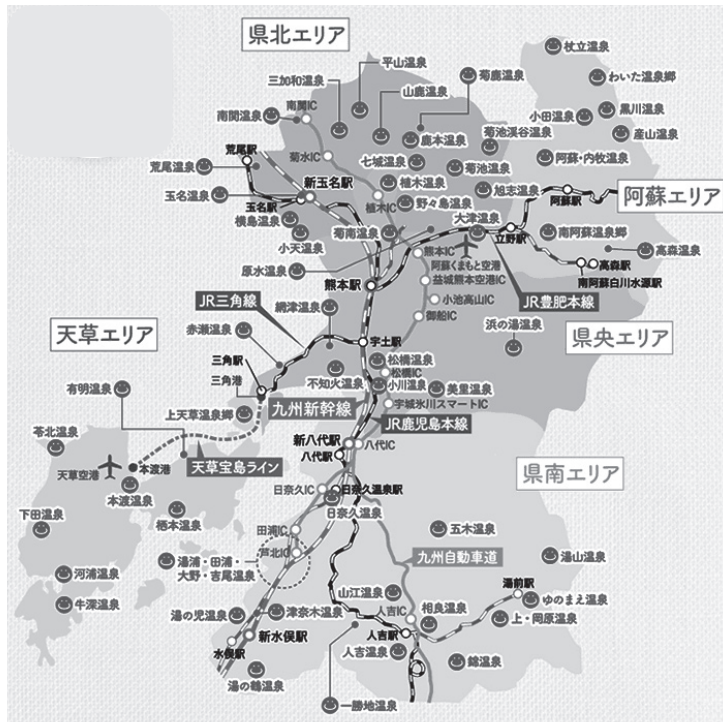 県北エリア
平山温泉
杖立温泉
三加和温泉
菊鹿温泉
わいた温泉郷
山鹿温泉
南関IC
南関温泉
小田温泉
黒川温泉
鹿本温泉
菊池渓谷温泉
産山温泉
荒尾駅
菊水IC
七城温泉
阿蘇・内牧温泉
荒尾温泉
菊池温泉
新玉名駅
植木温泉
旭志温泉
阿蘇駅
阿蘇エリア
玉名温泉
玉名駅
植木IC
野々島温泉
横島温泉
大津温泉
立野駅
小天温泉
菊南温泉
南阿蘇温泉郷
高森温泉
熊本IC
阿蘇くまもと空港
高森駅
原水温泉
南阿蘇白川水源駅
熊本駅
益城熊本空港IC
JR三角線
網津温泉
小池高山IC
JR豊肥本線
御船IC
天草エリア
赤瀬温泉
宇土駅
浜の湯温泉
県央エリア
三角駅
松橋温泉
松橋IC
三角港
不知火温泉
小川温泉
美里温泉
有明温泉
九州新幹線
宇城氷川スマートIC
上天草温泉郷
JR鹿児島本線
苓北温泉
新八代駅
八代IC
八代駅
天草空港
本渡港
天草宝島ライン
県南エリア
日奈久IC
日奈久温泉駅
本渡温泉
日奈久温泉
下田温泉
栖本温泉
田浦IC
五木温泉
芦北IC
九州自動車道
湯山温泉
湯浦・田浦・
大野・吉尾温泉
河浦温泉
湯前駅
山江温泉
ゆのまえ温泉
牛深温泉
湯の児温泉
津奈木温泉
人吉IC
相良温泉
上・岡原温泉
水俣駅
新水俣駅
人吉駅
人吉温泉
錦温泉
湯の鶴温泉
一勝地温泉